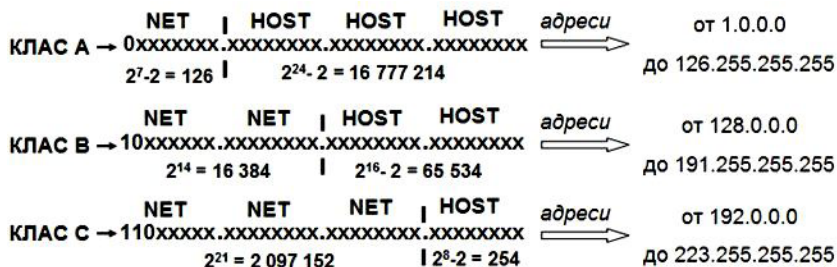 NET HOST HOST HOST адреси от 1.0.0.0
КЛАС А → 0xxxxxxx.xxxxxxxx.xxxxxxxx.xxxxxxxx
2⁷-2 = 126 2²⁴- 2 = 16 777 214 до 126.255.255.255
NET NET HOST HOST адреси от 128.0.0.0
КЛАС В → 10xxxxxx.xxxxxxxx.xxxxxxxx.xxxxxxxx
2¹⁴ = 16 384 2¹⁶- 2 = 65 534 до 191.255.255.255
NET NET NET HOST адреси от 192.0.0.0
КЛАС С → 110xxxxx.xxxxxxxx.xxxxxxxx.xxxxxxxx
2²¹ = 2 097 152 2⁸-2 = 254 до 223.255.255.255